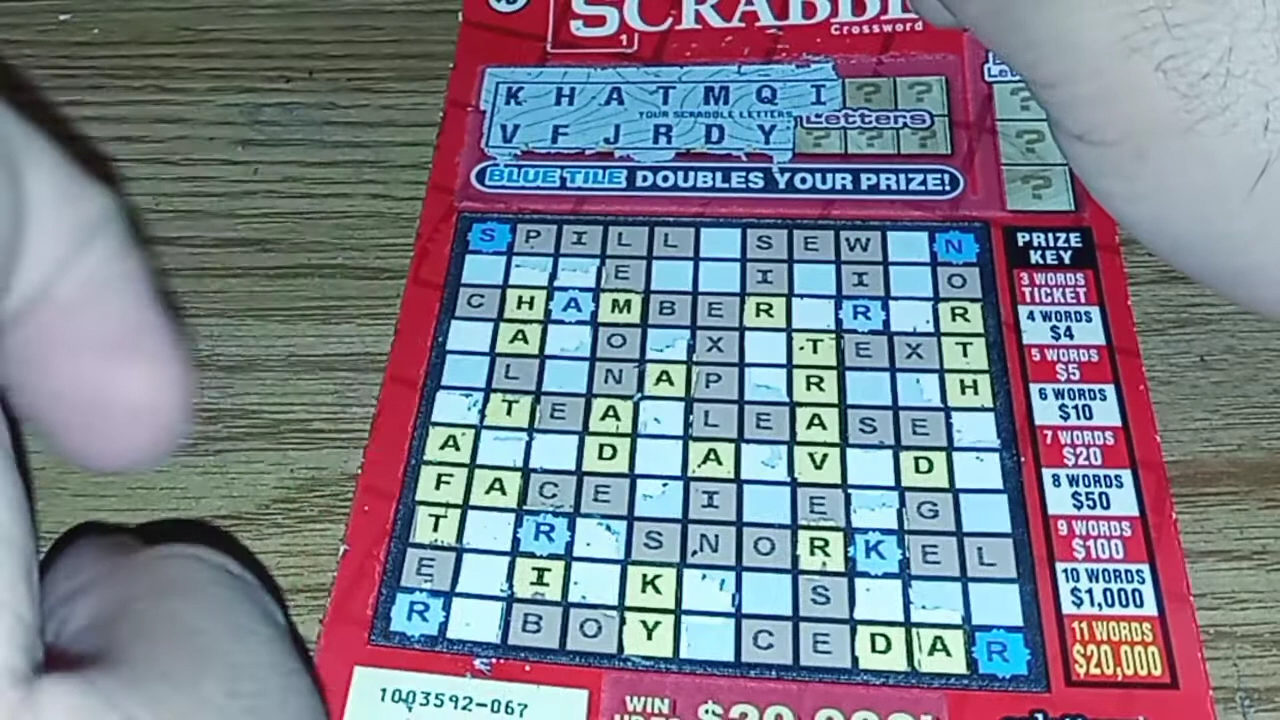 SCRABBL
1
Crossword
K H A T M Q I ? ?
YOUR SCRABBLE LETTERS
Letters
V F J R D Y ? ? ?
?
?
?
BLUE TILE DOUBLES YOUR PRIZE!
S P I L L S E W N
E I I O
C H A M B E R R R
A O X T E X T
L N A P R H
T E A L E A S E
A D A V D
F A C E I E G
T R S N O R K E L
E I K S
R B O Y C E D A R
PRIZE KEY
3 WORDS TICKET
4 WORDS $4
5 WORDS $5
6 WORDS $10
7 WORDS $20
8 WORDS $50
9 WORDS $100
10 WORDS $1,000
11 WORDS $20,000
1003592-067
WIN